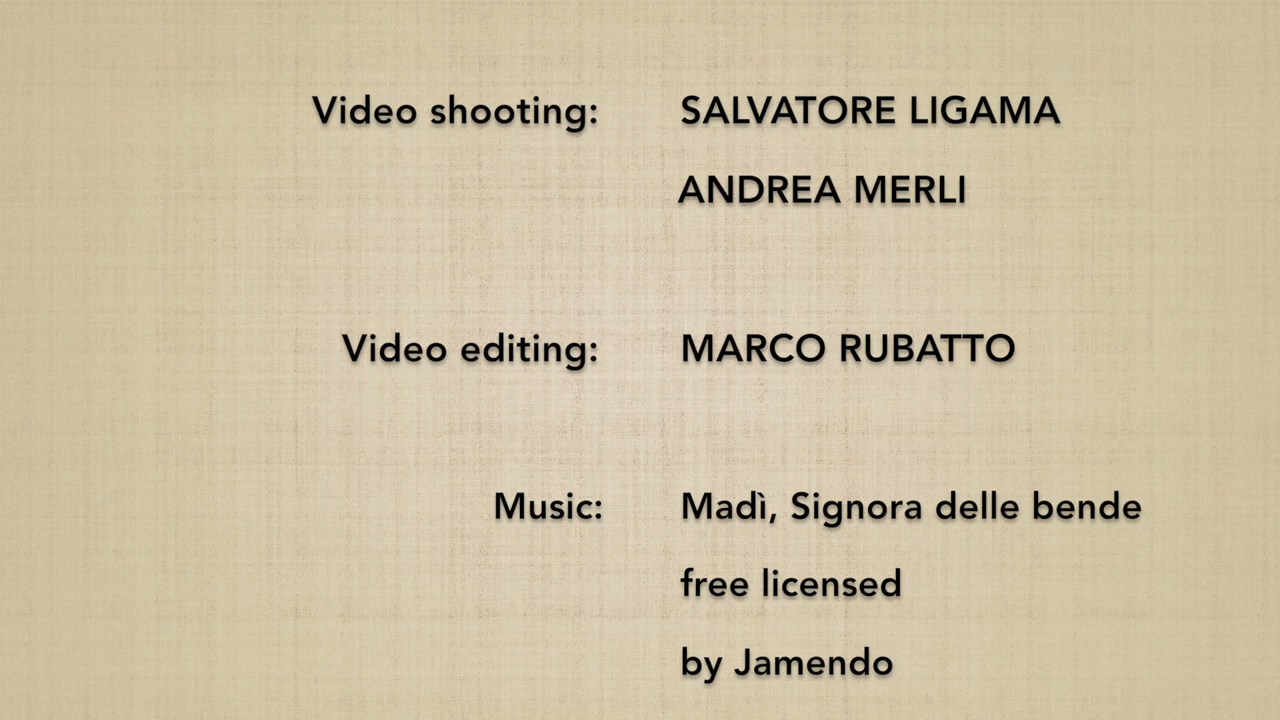 Video shooting: SALVATORE LIGAMA
ANDREA MERLI
Video editing: MARCO RUBATTO
Music: Madì, Signora delle bende
free licensed
by Jamendo